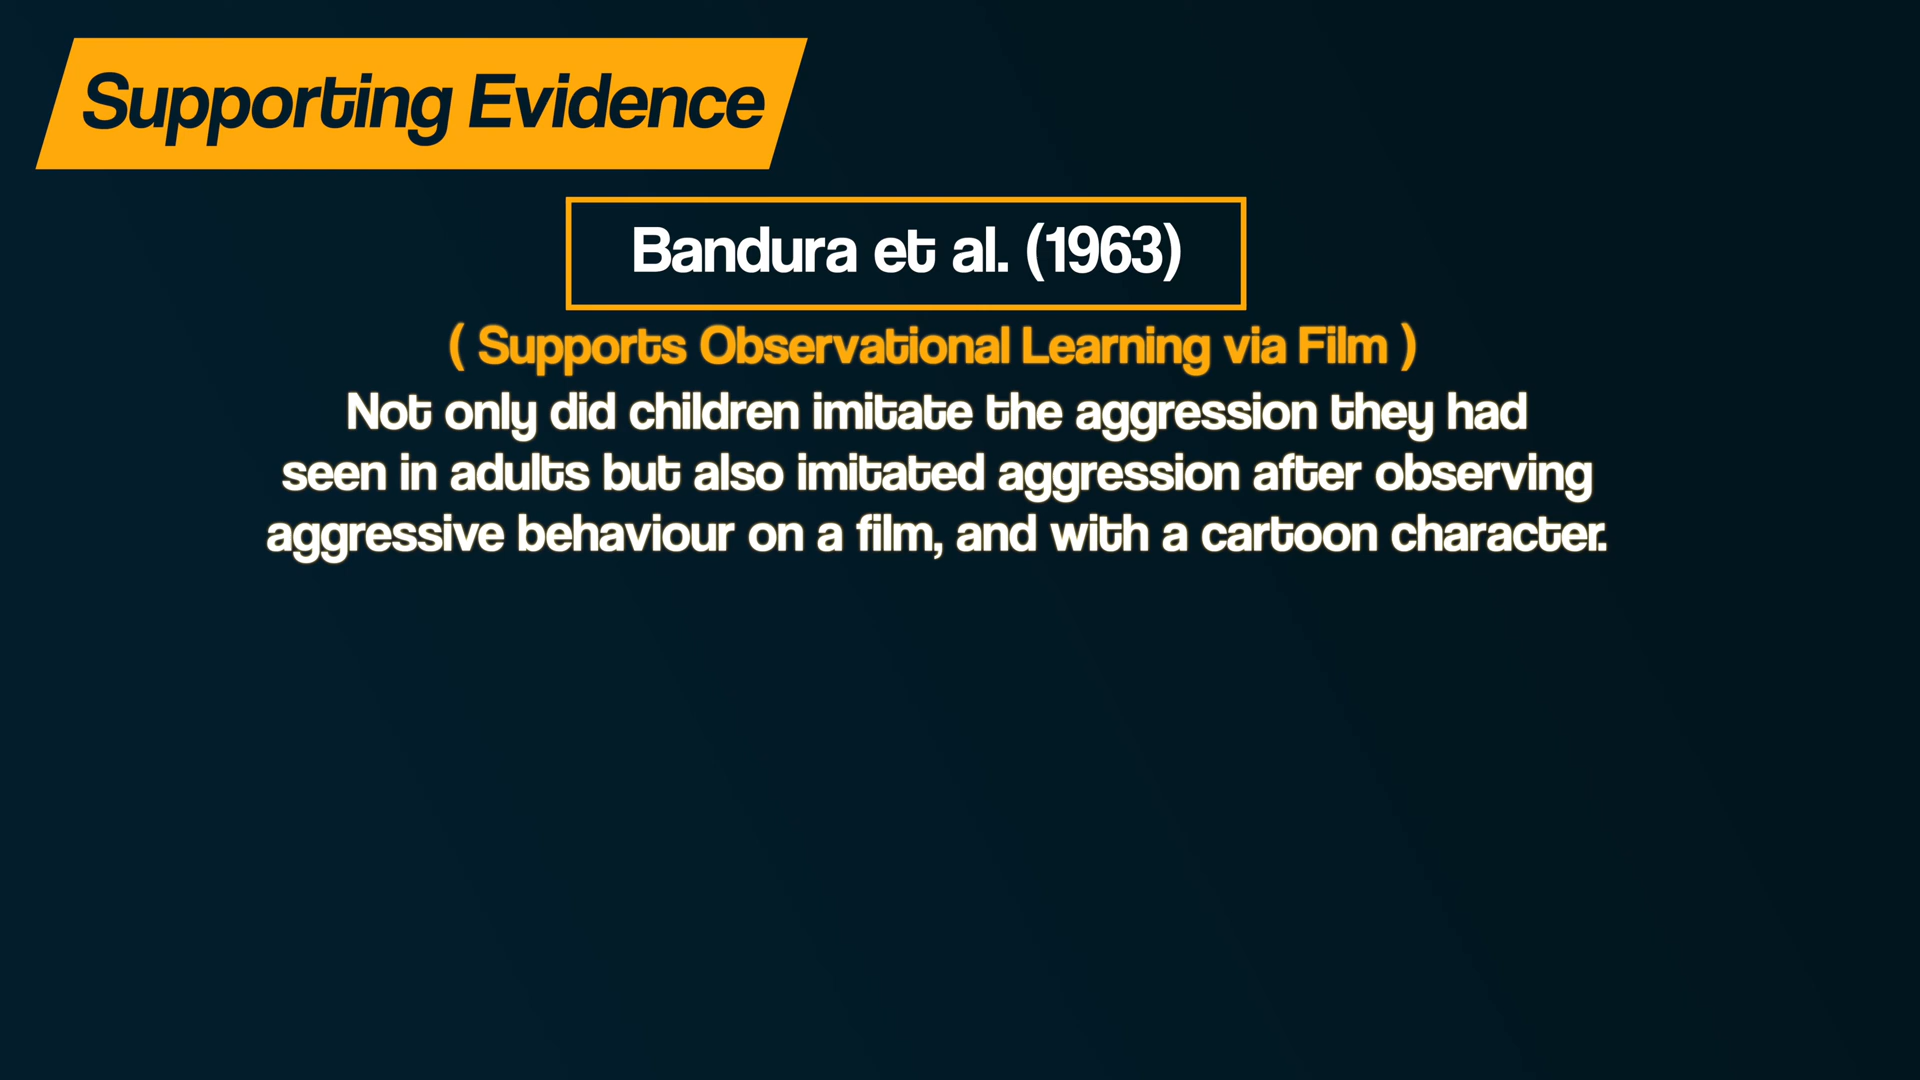 Supporting Evidence
Bandura et al. (1963)
( Supports Observational Learning via Film )
Not only did children imitate the aggression they had
seen in adults but also imitated aggression after observing
aggressive behaviour on a film, and with a cartoon character.